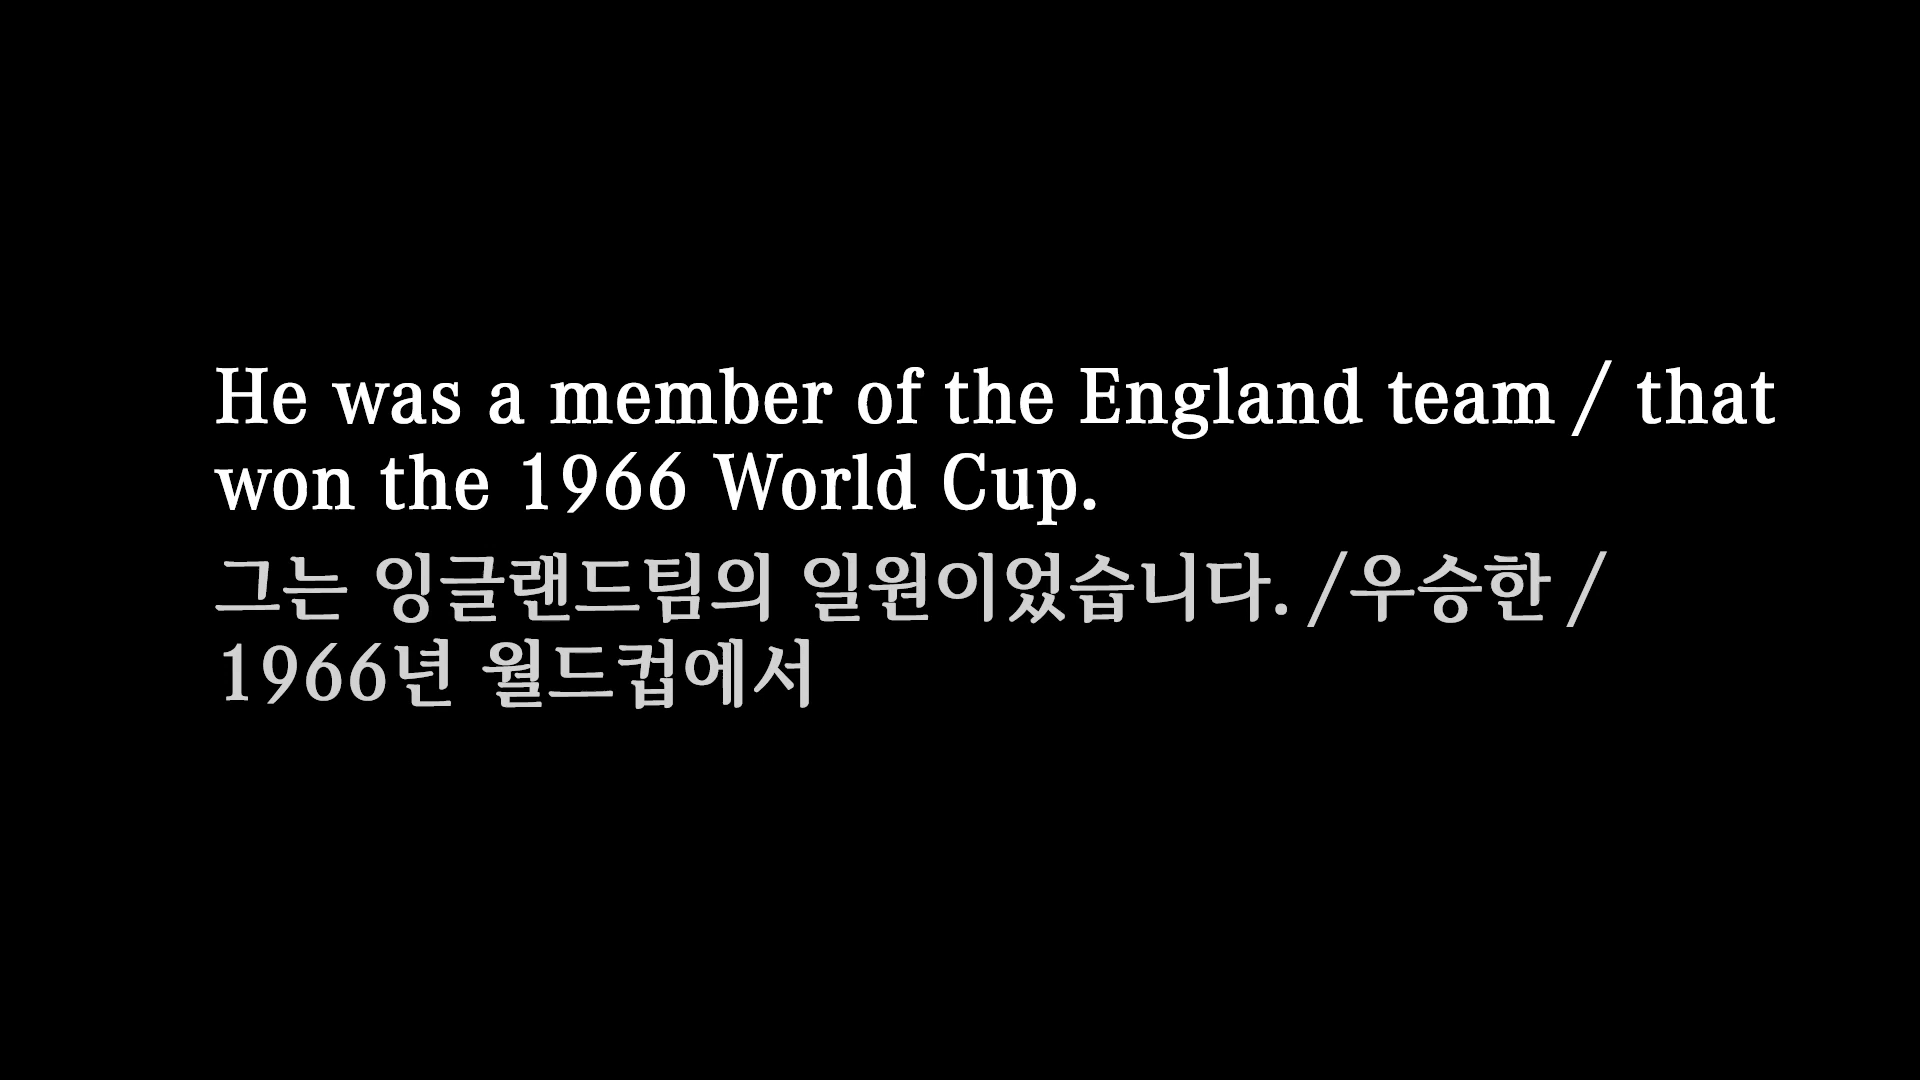 He was a member of the England team / that
won the 1966 World Cup.
그는 잉글랜드팀의 일원이었습니다. /우승한 /
1966년 월드컵에서